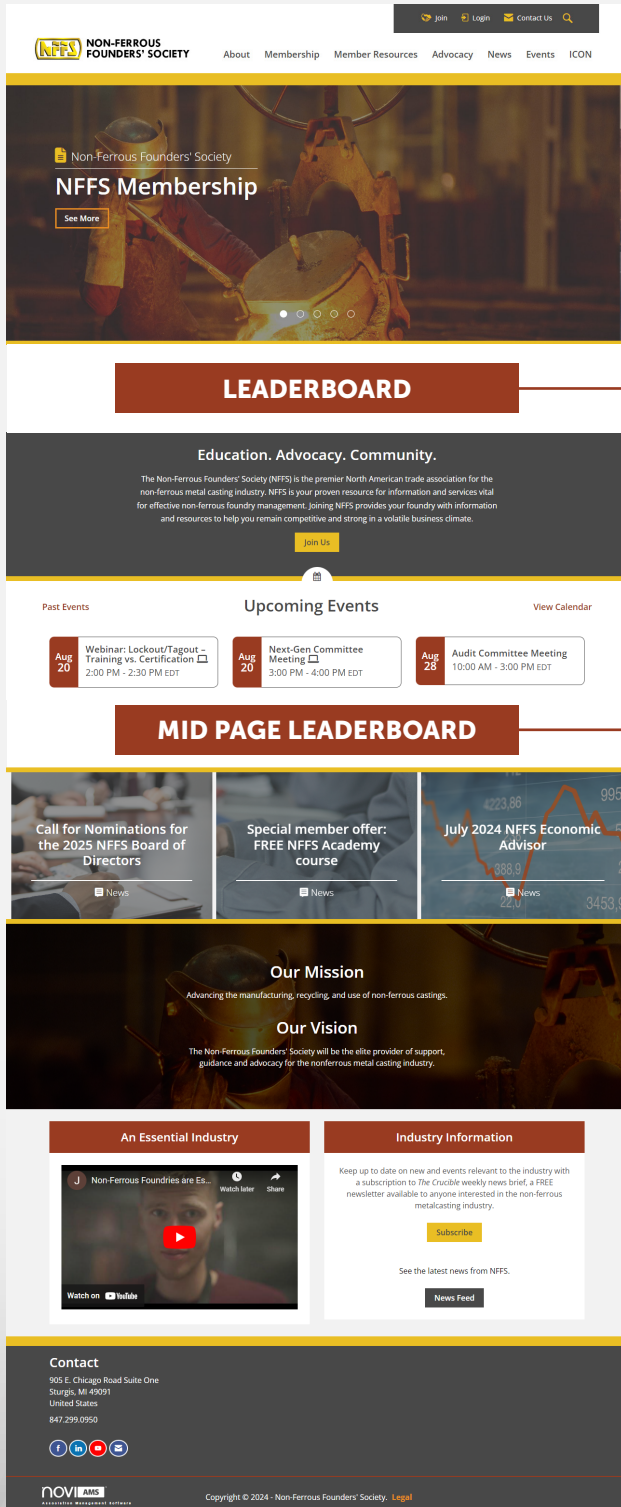 Join Login Contact Us
NFFS NON-FERROUS
FOUNDERS' SOCIETY
About Membership Member Resources Advocacy News Events ICON
Non-Ferrous Founders' Society
NFFS Membership
See More
LEADERBOARD
Education. Advocacy. Community.
The Non-Ferrous Founders' Society (NFFS) is the premier North American trade association for the
non-ferrous metal casting industry. NFFS is your proven resource for information and services vital
for effective non-ferrous foundry management. Joining NFFS provides your foundry with information
and resources to help you remain competitive and strong in a volatile business climate.
Join Us
Past Events Upcoming Events View Calendar
Aug 20
Webinar: Lockout/Tagout –
Training vs. Certification
2:00 PM - 2:30 PM EDT
Aug 20
Next-Gen Committee
Meeting
3:00 PM - 4:00 PM EDT
Aug 28
Audit Committee Meeting
10:00 AM - 3:00 PM EDT
MID PAGE LEADERBOARD
Call for Nominations for
the 2025 NFFS Board of
Directors
News
Special member offer:
FREE NFFS Academy
course
News
4223,86
995
July 2024 NFFS Economic
Advisor
388,9
News
22,0
3453,9
Our Mission
Advancing the manufacturing, recycling, and use of non-ferrous castings.
Our Vision
The Non-Ferrous Founders' Society will be the elite provider of support,
guidance and advocacy for the nonferrous metal casting industry.
An Essential Industry
J Non-Ferrous Foundries are Es...
Watch later Share
Watch on YouTube
Industry Information
Keep up to date on new and events relevant to the industry with
a subscription to The Crucible weekly news brief, a FREE
newsletter available to anyone interested in the non-ferrous
metalcasting industry.
Subscribe
See the latest news from NFFS.
News Feed
Contact
905 E. Chicago Road Suite One
Sturgis, MI 49091
United States
847.299.0950
f in
NOVI AMS
Association Management Software
Copyright © 2024 - Non-Ferrous Founders' Society. Legal